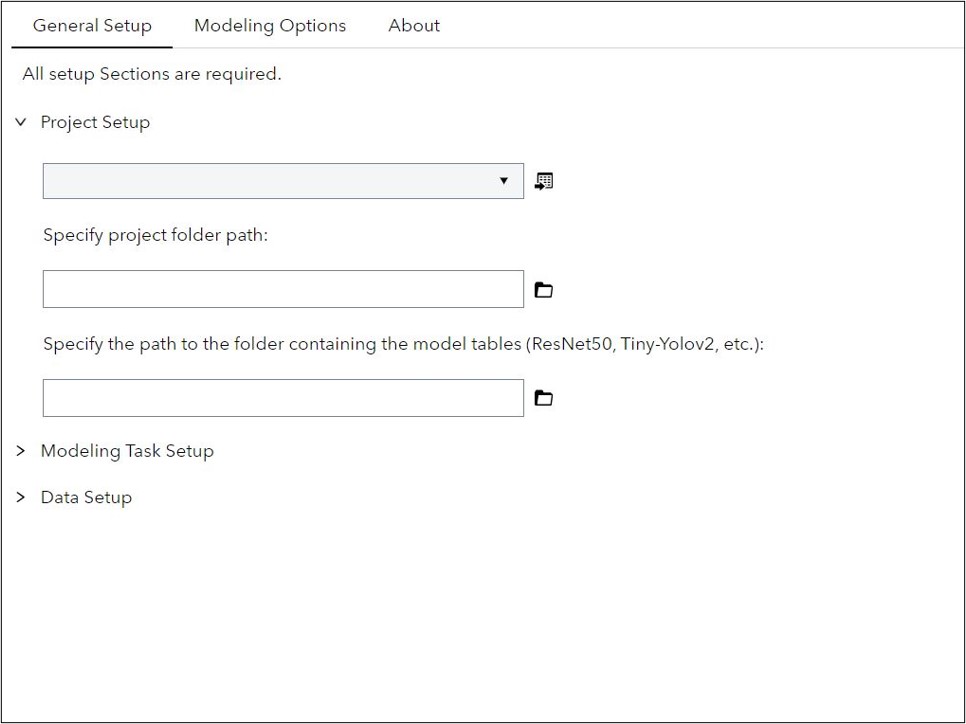 General Setup Modeling Options About
All setup Sections are required.
Project Setup
Specify project folder path:
Specify the path to the folder containing the model tables (ResNet50, Tiny-Yolov2, etc.):
Modeling Task Setup
Data Setup